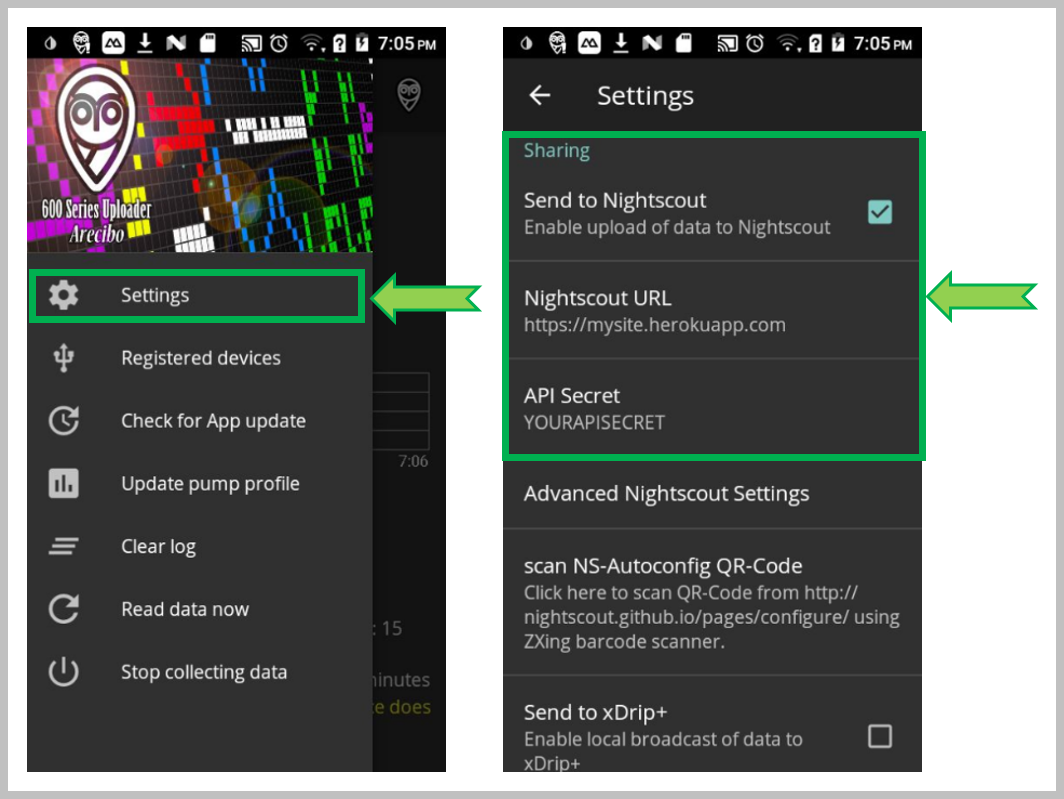 7:05 PM
600 Series Uploader
Arecibo
Settings
Registered devices
Check for App update
Update pump profile
Clear log
Read data now
Stop collecting data
7:06
: 15
inutes
e does
7:05 PM
Settings
Sharing
Send to Nightscout
Enable upload of data to Nightscout
Nightscout URL
https://mysite.herokuapp.com
API Secret
YOURAPISECRET
Advanced Nightscout Settings
scan NS-Autoconfig QR-Code
Click here to scan QR-Code from http://
nightscout.github.io/pages/configure/ using
ZXing barcode scanner.
Send to xDrip+
Enable local broadcast of data to
xDrip+